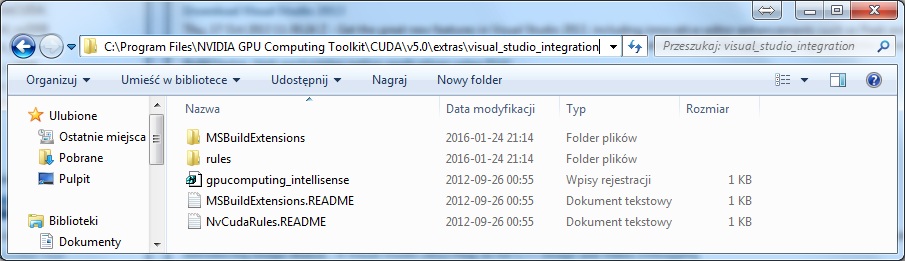 C:\Program Files\NVIDIA GPU Computing Toolkit\CUDA\v5.0\extras\visual_studio_integration
Przeszukaj: visual_studio_integration
Organizuj Umieść w bibliotece Udostępnij Nagraj Nowy folder
Nazwa Data modyfikacji Typ Rozmiar
Ulubione
Ostatnie miejsca
Pobrane
Pulpit
Biblioteki
Dokumenty
MSBuildExtensions 2016-01-24 21:14 Folder plików
rules 2016-01-24 21:14 Folder plików
gpucomputing_intellisense 2012-09-26 00:55 Wpisy rejestracji 1 KB
MSBuildExtensions.README 2012-09-26 00:55 Dokument tekstowy 1 KB
NvCudaRules.README 2012-09-26 00:55 Dokument tekstowy 1 KB